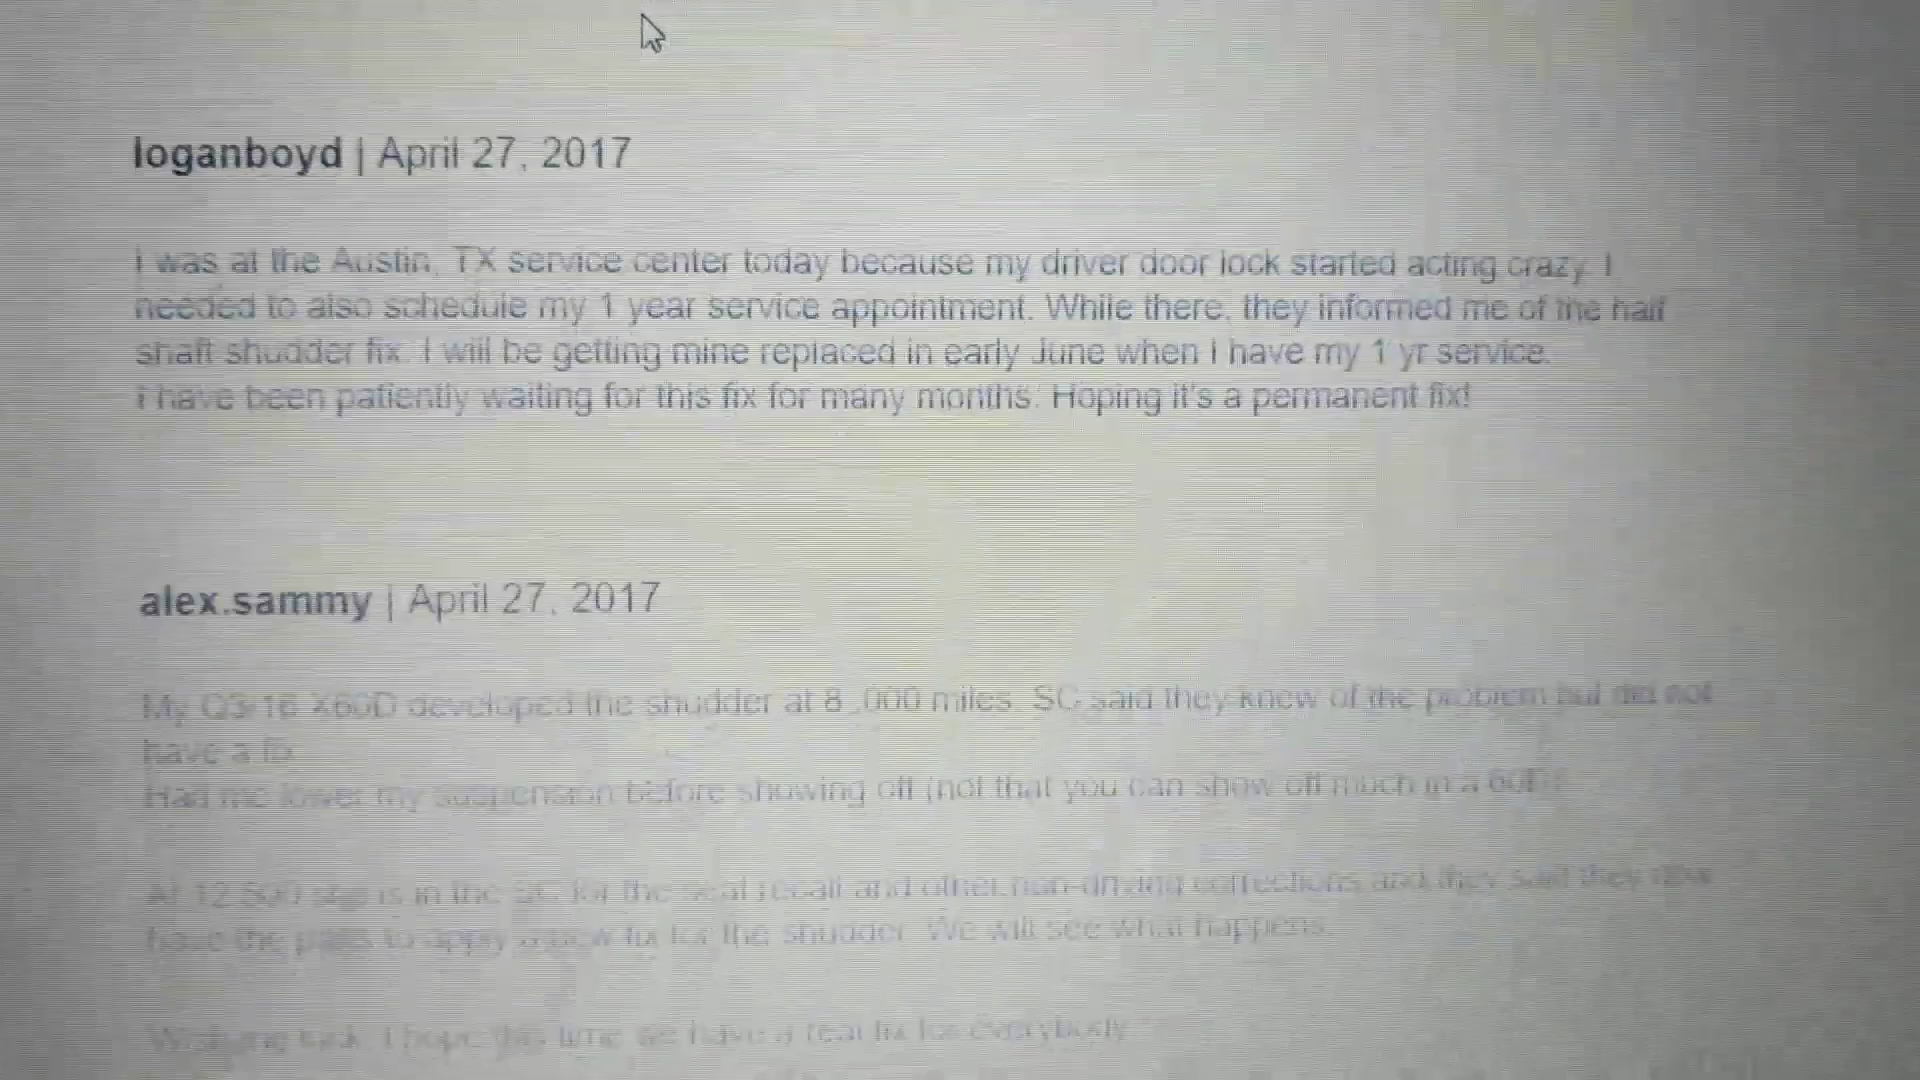 loganboyd | April 27, 2017
I was at the Austin, TX service center today because my driver door lock started acting crazy. I
needed to also schedule my 1 year service appointment. While there, they informed me of the half
shaft shudder fix. I will be getting mine replaced in early June when I have my 1 yr service.
I have been patiently waiting for this fix for many months. Hoping it's a permanent fix!
alex.sammy | April 27, 2017
My Q3-16 X60D developed the shudder at 8 ,000 miles. SC said they knew of the problem but did not
have a fix.
Had me lower my suspension before showing off (not that you can show off much in a 60D
At 12,500 she is in the SC for the seat recall and other non-driving corrections and they said they now
have the parts to apply a new fix for the shudder. We will see what happens.
Wish me luck. I hope this time we have a real fix for everybody